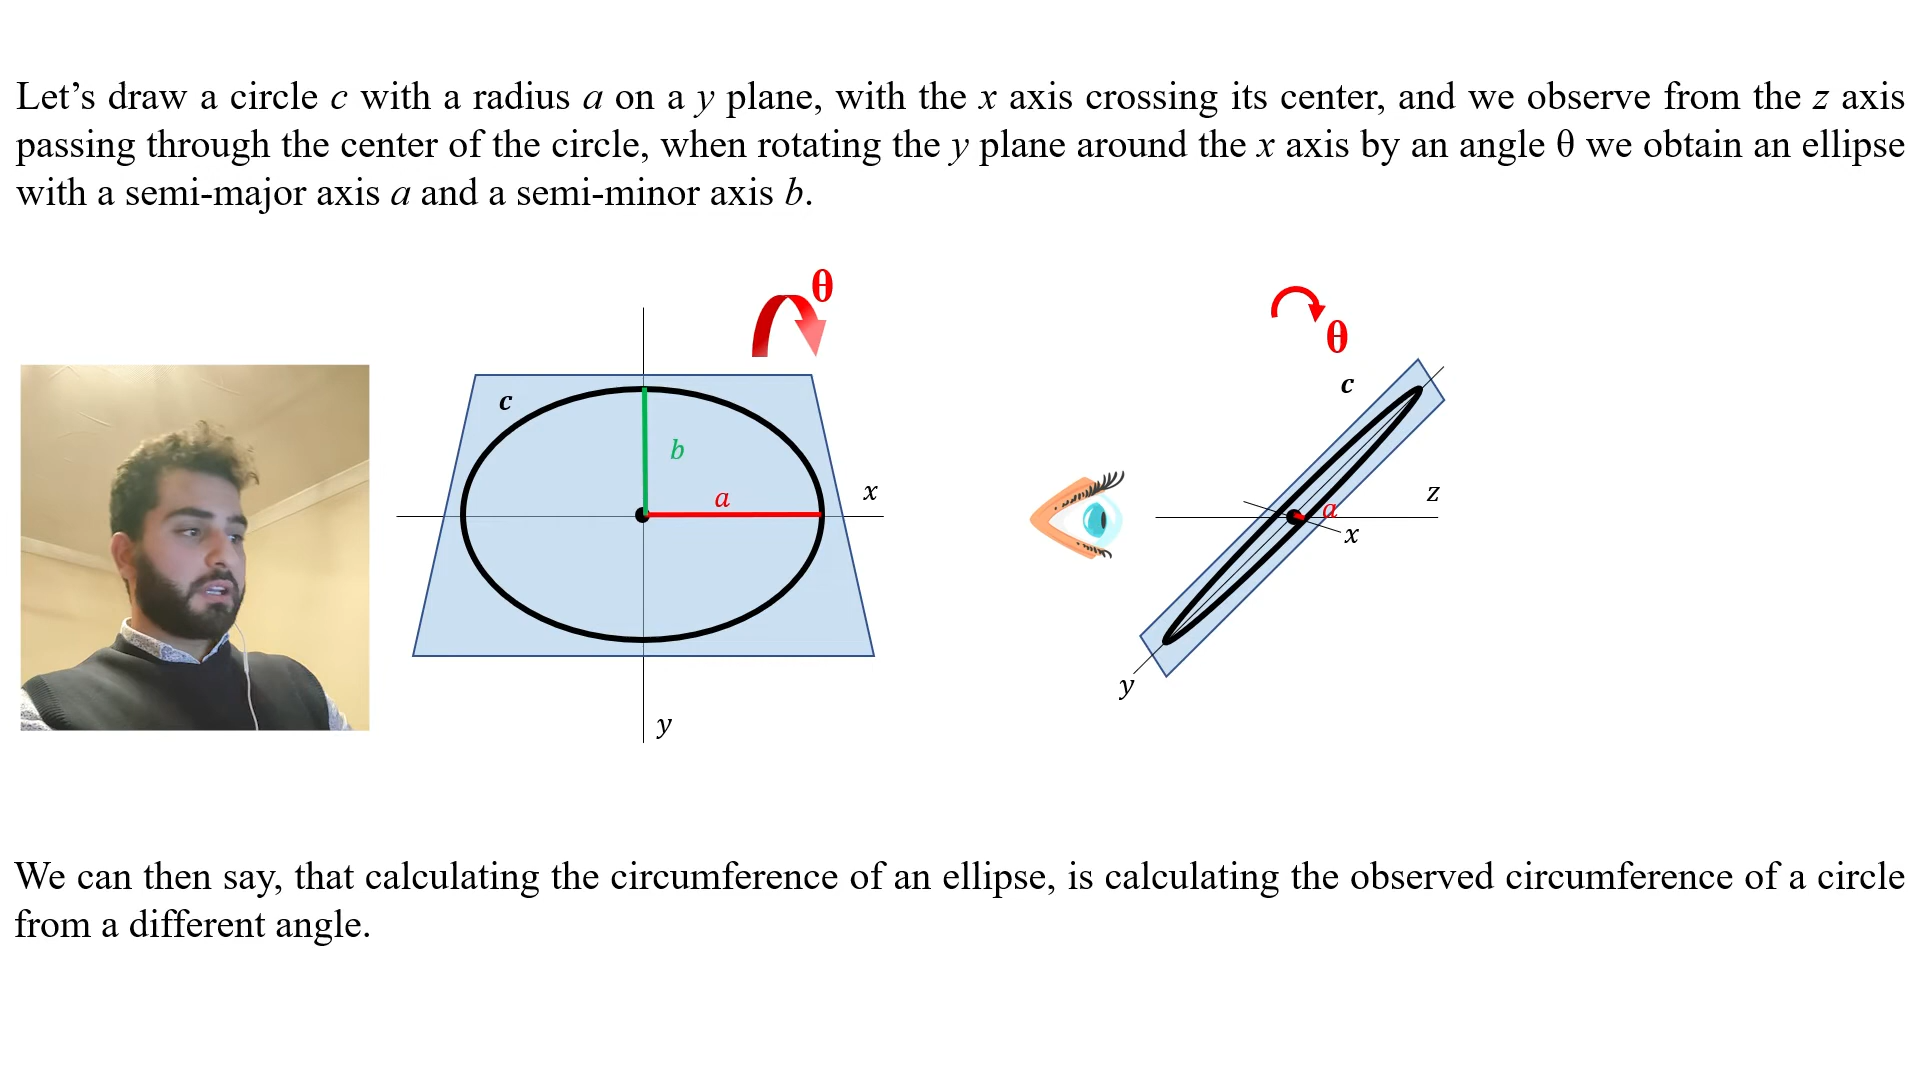 Let’s draw a circle c with a radius a on a y plane, with the x axis crossing its center, and we observe from the z axis
passing through the center of the circle, when rotating the y plane around the x axis by an angle θ we obtain an ellipse
with a semi-major axis a and a semi-minor axis b.
θ
c
b
a
x
y
θ
c
z
a
x
y
We can then say, that calculating the circumference of an ellipse, is calculating the observed circumference of a circle
from a different angle.